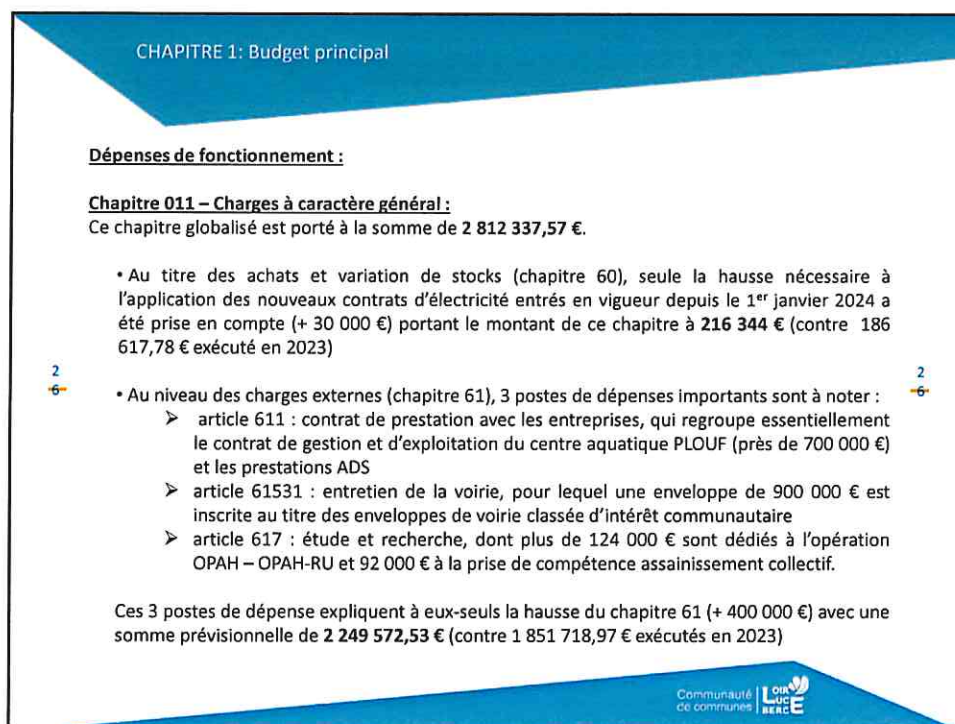 CHAPITRE 1: Budget principal
Dépenses de fonctionnement :
Chapitre 011 – Charges à caractère général :
Ce chapitre globalisé est porté à la somme de 2 812 337,57 €.
• Au titre des achats et variation de stocks (chapitre 60), seule la hausse nécessaire à
l'application des nouveaux contrats d'électricité entrés en vigueur depuis le 1er janvier 2024 a
été prise en compte (+ 30 000 €) portant le montant de ce chapitre à 216 344 € (contre 186
617,78 € exécuté en 2023)
2
6
2
6
• Au niveau des charges externes (chapitre 61), 3 postes de dépenses importants sont à noter :
➢ article 611 : contrat de prestation avec les entreprises, qui regroupe essentiellement
le contrat de gestion et d'exploitation du centre aquatique PLOUF (près de 700 000 €)
et les prestations ADS
➢ article 61531 : entretien de la voirie, pour lequel une enveloppe de 900 000 € est
inscrite au titre des enveloppes de voirie classée d'intérêt communautaire
➢ article 617 : étude et recherche, dont plus de 124 000 € sont dédiés à l'opération
OPAH – OPAH-RU et 92 000 € à la prise de compétence assainissement collectif.
Ces 3 postes de dépense expliquent à eux-seuls la hausse du chapitre 61 (+ 400 000 €) avec une
somme prévisionnelle de 2 249 572,53 € (contre 1 851 718,97 € exécutés en 2023)
Communauté
de communes
LOIR
LUCÉ
BERCÉ